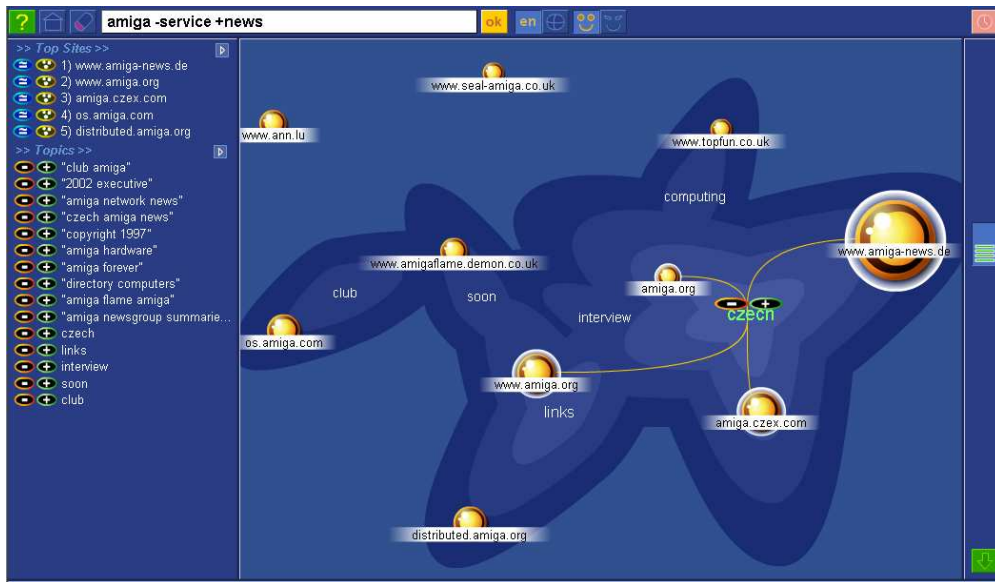 ?
amiga -service +news
ok
en
>> Top Sites >>
1) www.amiga-news.de
2) www.amiga.org
3) amiga.czex.com
4) os.amiga.com
5) distributed.amiga.org
>> Topics >>
"club amiga"
"2002 executive"
"amiga network news"
"czech amiga news"
"copyright 1997"
"amiga hardware"
"amiga forever"
"directory computers"
"amiga flame amiga"
"amiga newsgroup summarie...
czech
links
interview
soon
club
www.seal-amiga.co.uk
www.ann.lu
www.topfun.co.uk
computing
www.amiga-news.de
www.amigaflame.demon.co.uk
amiga.org
club
soon
czech
interview
os.amiga.com
www.amiga.org
links
amiga.czex.com
distributed.amiga.org